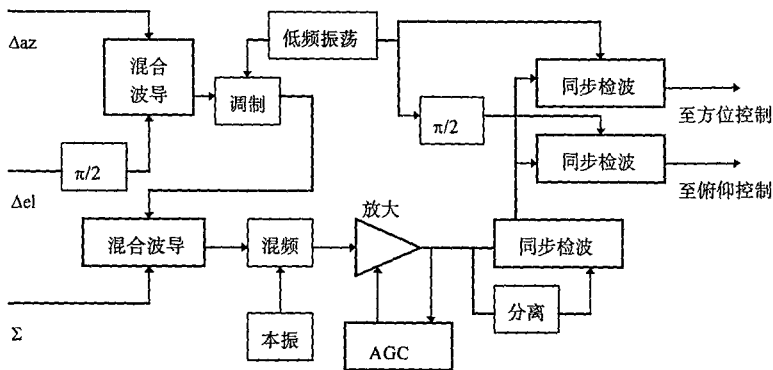 Δaz
混合
波导
调制
低频振荡
π/2
同步检波
至方位控制
同步检波
至俯仰控制
π/2
Δel
混合波导
混频
放大
同步检波
本振
AGC
分离
Σ